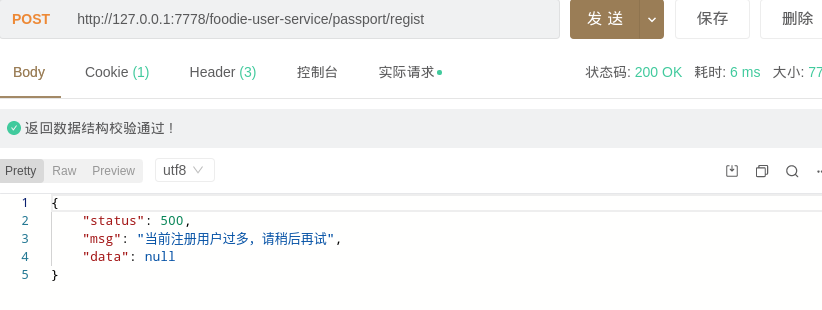 POST http://127.0.0.1:7778/foodie-user-service/passport/regist 发 送 保存 删除
Body Cookie (1) Header (3) 控制台 实际请求 状态码: 200 OK 耗时: 6 ms 大小: 77
返回数据结构校验通过！
Pretty Raw Preview utf8
1 {
2 "status": 500,
3 "msg": "当前注册用户过多，请稍后再试",
4 "data": null
5 }